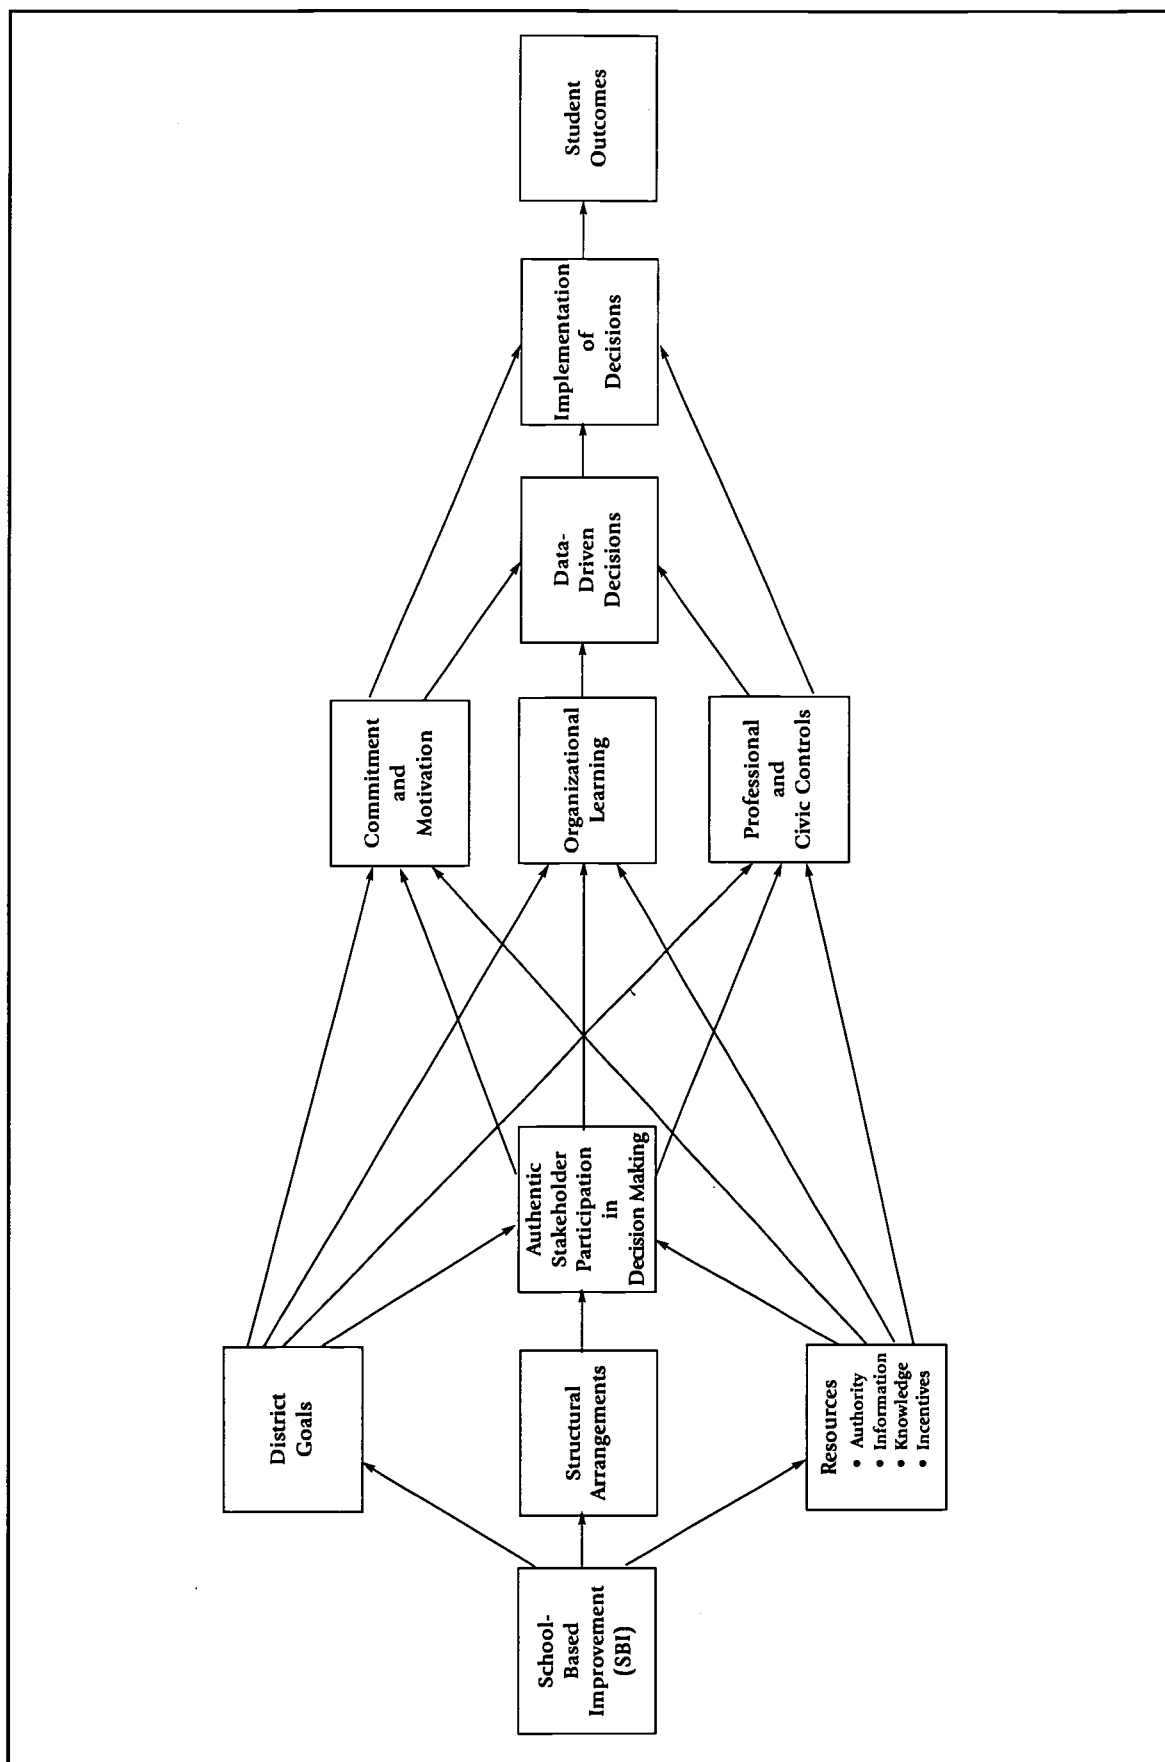 School-
Based
Improvement
(SBI)
District
Goals
Structural
Arrangements
Resources
• Authority
• Information
• Knowledge
• Incentives
Authentic
Stakeholder
Participation
in
Decision Making
Commitment
and
Motivation
Organizational
Learning
Professional
and
Civic Controls
Data-
Driven
Decisions
Implementation
of
Decisions
Student
Outcomes